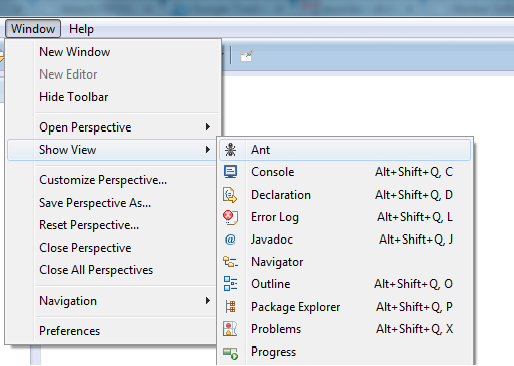 Window Help
New Window
New Editor
Hide Toolbar
Open Perspective
Show View
Customize Perspective...
Save Perspective As...
Reset Perspective...
Close Perspective
Close All Perspectives
Navigation
Preferences
Ant
Console Alt+Shift+Q, C
Declaration Alt+Shift+Q, D
Error Log Alt+Shift+Q, L
Javadoc Alt+Shift+Q, J
Navigator
Outline Alt+Shift+Q, O
Package Explorer Alt+Shift+Q, P
Problems Alt+Shift+Q, X
Progress